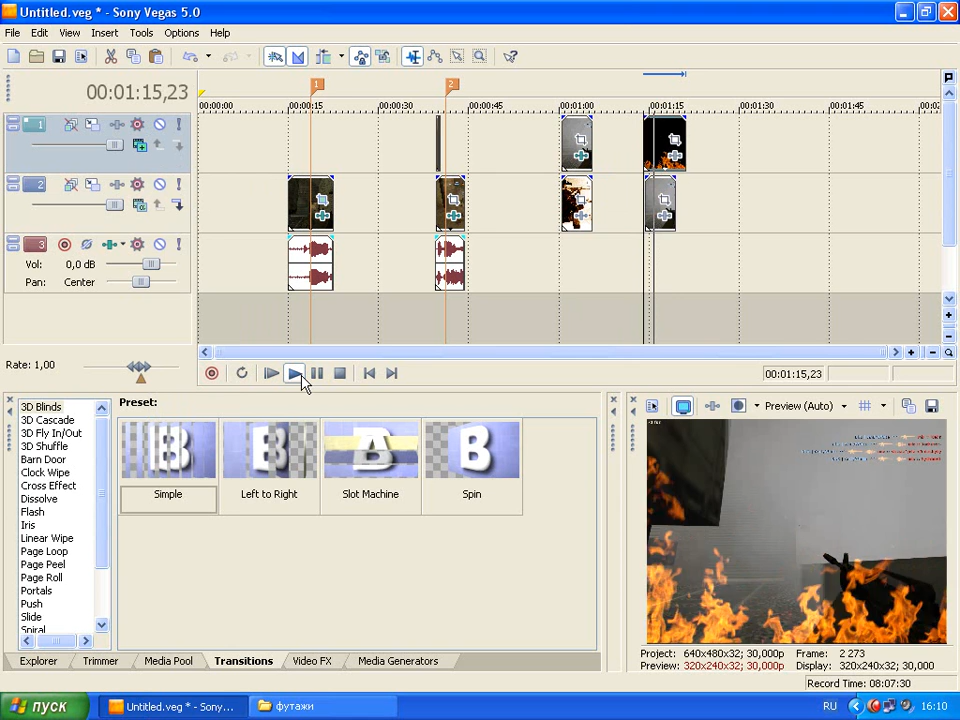 Untitled.veg * - Sony Vegas 5.0
File Edit View Insert Tools Options Help
00:01:15,23
1 2
00:00:00 00:00:15 00:00:30 00:00:45 00:01:00 00:01:15 00:01:30 00:01:45 00:02
1
2
3
Vol: 0,0 dB
Pan: Center
Rate: 1,00
00:01:15,23
3D Blinds
3D Cascade
3D Fly In/Out
3D Shuffle
Barn Door
Clock Wipe
Cross Effect
Dissolve
Flash
Iris
Linear Wipe
Page Loop
Page Peel
Page Roll
Portals
Push
Slide
Spiral
Preset:
Simple Left to Right Slot Machine Spin
Preview (Auto)
Explorer Trimmer Media Pool Transitions Video FX Media Generators
Project: 640x480x32; 30,000p Frame: 2 273
Preview: 320x240x32; 30,000p Display: 320x240x32; 30,000
Record Time: 08:07:30
пуск Untitled.veg * - Sony... футажи RU 16:10